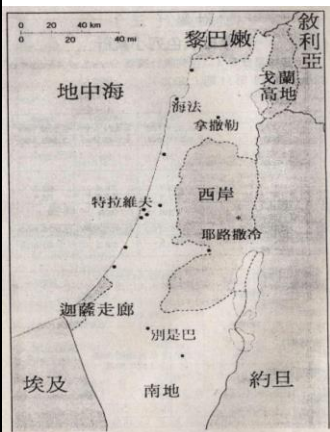 0 20 40 km
0 20 40 mi
黎巴嫩
敘利亞
戈蘭
高地
地中海
海法
拿撒勒
特拉維夫
西岸
耶路撒冷
迦薩走廊
別是巴
埃及
南地
約旦